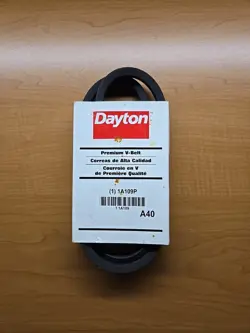 Dayton
Premium V-Belt
Correas de Alta Calidad
Courroie en V
de Première Qualité
(1) 1A109P
A40